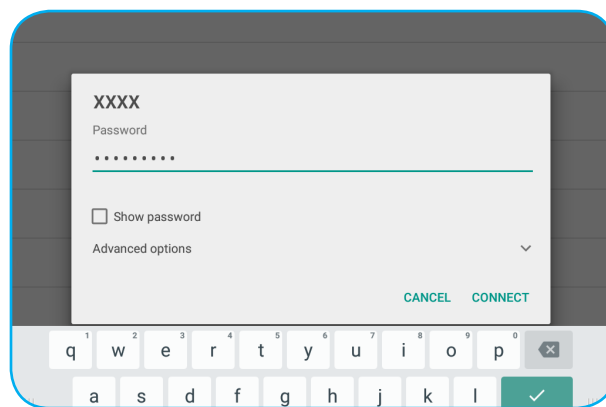 XXXX
Password
•••••••••
Show password
Advanced options
CANCEL CONNECT
q 1 w 2 e 3 r 4 t 5 y 6 u 7 i 8 o 9 p 0
a s d f g h j k l